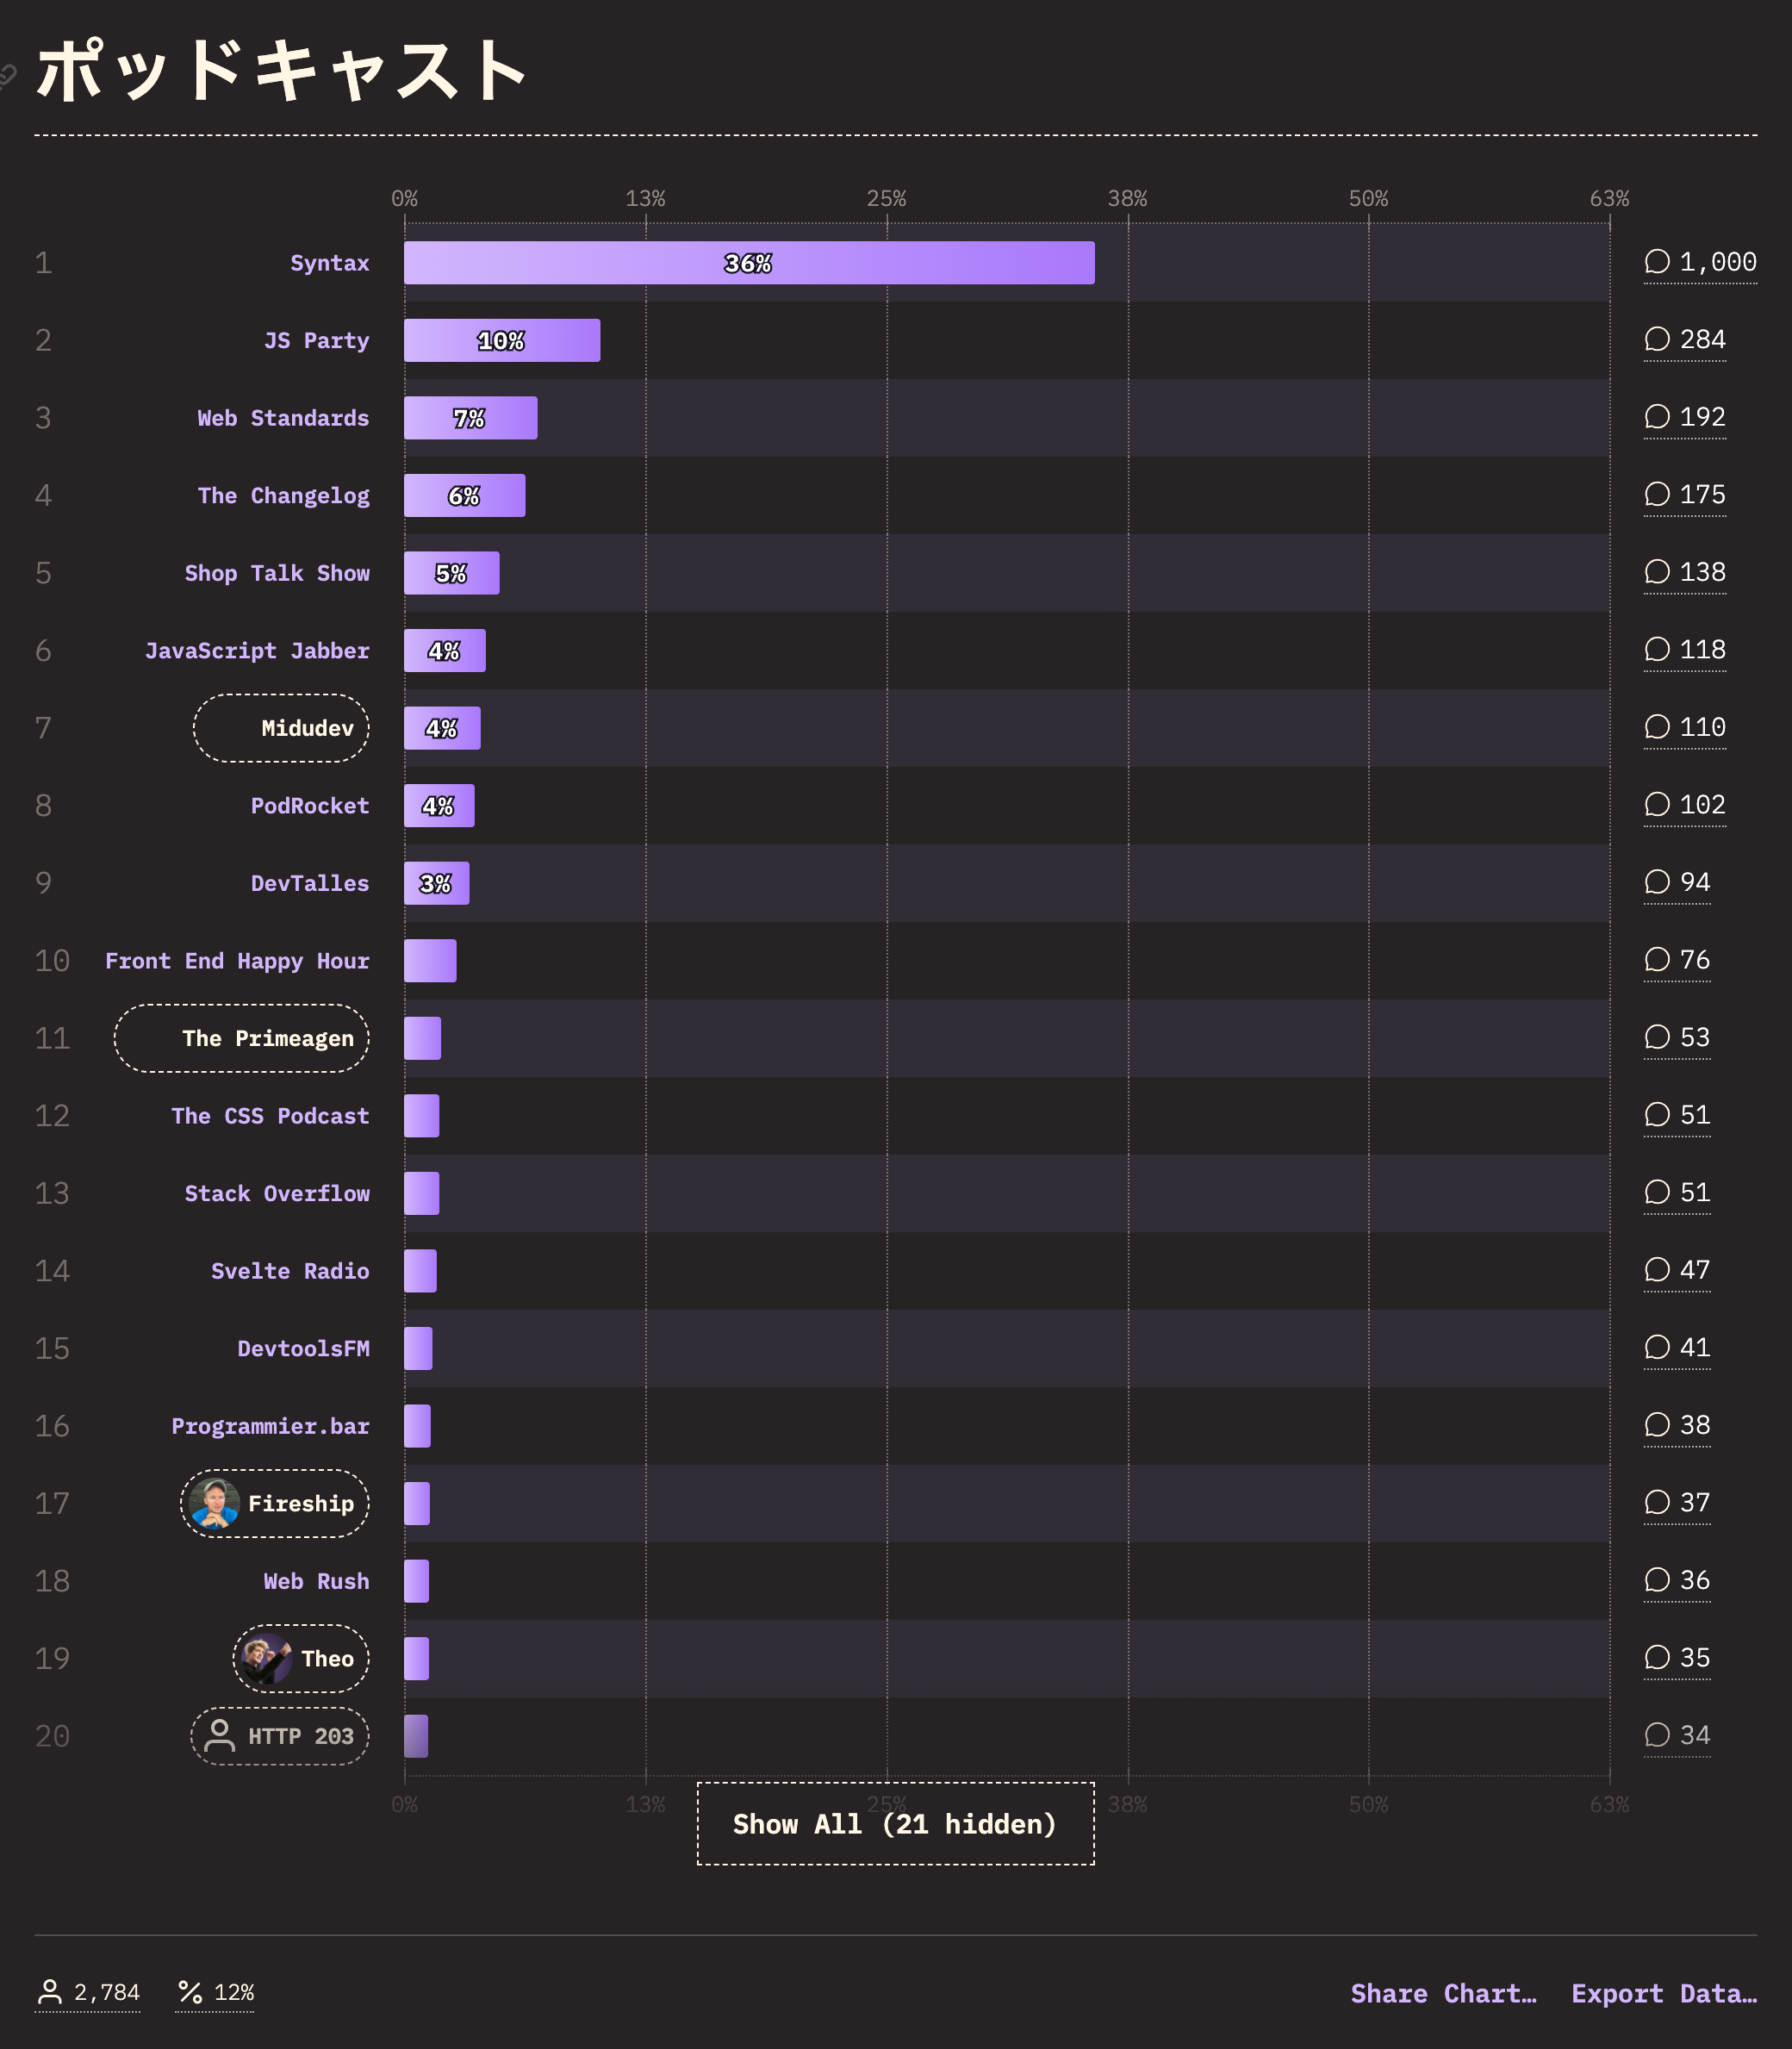 ポッドキャスト
0% 13% 25% 38% 50% 63%
1 Syntax 36% 1,000
2 JS Party 10% 284
3 Web Standards 7% 192
4 The Changelog 6% 175
5 Shop Talk Show 5% 138
6 JavaScript Jabber 4% 118
7 Midudev 4% 110
8 PodRocket 4% 102
9 DevTalles 3% 94
10 Front End Happy Hour 76
11 The Primeagen 53
12 The CSS Podcast 51
13 Stack Overflow 51
14 Svelte Radio 47
15 DevtoolsFM 41
16 Programmier.bar 38
17 Fireship 37
18 Web Rush 36
19 Theo 35
20 HTTP 203 34
0% 13% 25% 38% 50% 63%
Show All (21 hidden)
2,784 12% Share Chart… Export Data…